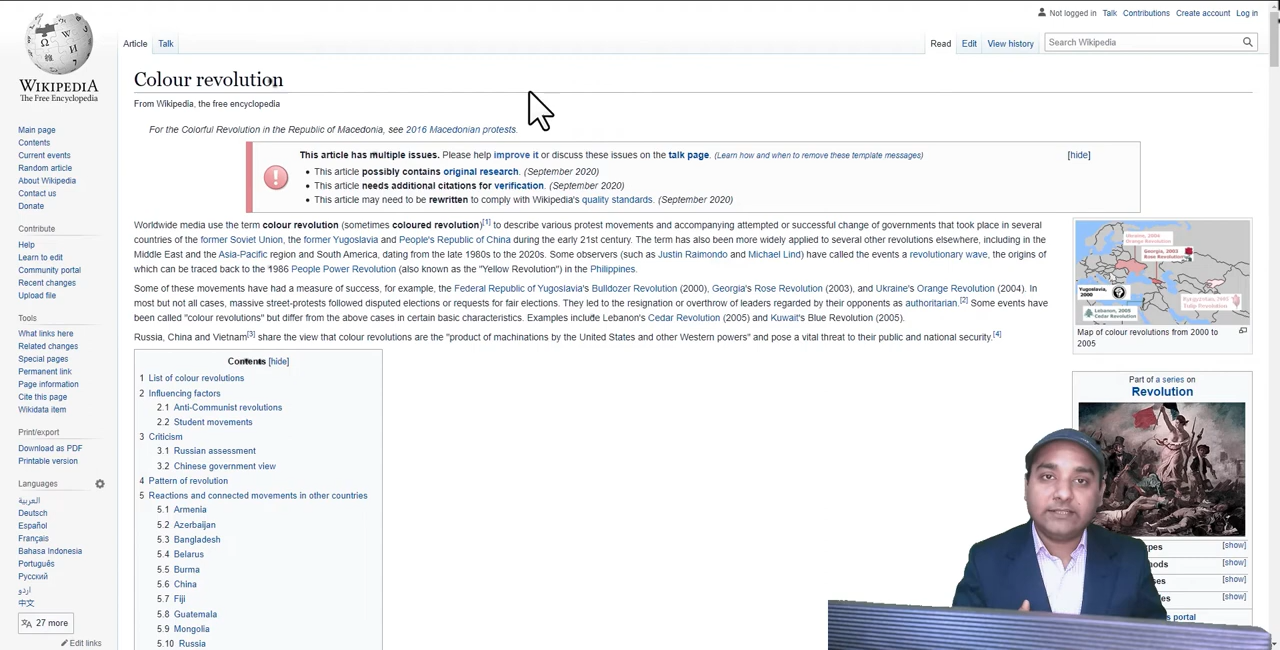 Not logged in Talk Contributions Create account Log in
Article Talk
Read Edit View history Search Wikipedia
WIKIPEDIA
The Free Encyclopedia
Colour revolution
From Wikipedia, the free encyclopedia
For the Colorful Revolution in the Republic of Macedonia, see 2016 Macedonian protests.
This article has multiple issues. Please help improve it or discuss these issues on the talk page. (Learn how and when to remove these template messages) [hide]
• This article possibly contains original research. (September 2020)
• This article needs additional citations for verification. (September 2020)
• This article may need to be rewritten to comply with Wikipedia's quality standards. (September 2020)
Main page
Contents
Current events
Random article
About Wikipedia
Contact us
Donate
Contribute
Help
Learn to edit
Community portal
Recent changes
Upload file
Tools
What links here
Related changes
Special pages
Permanent link
Page information
Cite this page
Wikidata item
Print/export
Download as PDF
Printable version
Languages
العربية
Deutsch
Español
Français
Bahasa Indonesia
Português
Русский
اردو
中文
27 more
Edit links
Worldwide media use the term colour revolution (sometimes coloured revolution)[1] to describe various protest movements and accompanying attempted or successful change of governments that took place in several
countries of the former Soviet Union, the former Yugoslavia and People's Republic of China during the early 21st century. The term has also been more widely applied to several other revolutions elsewhere, including in the
Middle East and the Asia-Pacific region and South America, dating from the late 1980s to the 2020s. Some observers (such as Justin Raimondo and Michael Lind) have called the events a revolutionary wave, the origins of
which can be traced back to the 1986 People Power Revolution (also known as the "Yellow Revolution") in the Philippines.
Some of these movements have had a measure of success, for example, the Federal Republic of Yugoslavia's Bulldozer Revolution (2000), Georgia's Rose Revolution (2003), and Ukraine's Orange Revolution (2004). In
most but not all cases, massive street-protests followed disputed elections or requests for fair elections. They led to the resignation or overthrow of leaders regarded by their opponents as authoritarian.[2] Some events have
been called "colour revolutions" but differ from the above cases in certain basic characteristics. Examples include Lebanon's Cedar Revolution (2005) and Kuwait's Blue Revolution (2005).
Russia, China and Vietnam[3] share the view that colour revolutions are the "product of machinations by the United States and other Western powers" and pose a vital threat to their public and national security.[4]
Contents [hide]
1 List of colour revolutions
2 Influencing factors
2.1 Anti-Communist revolutions
2.2 Student movements
3 Criticism
3.1 Russian assessment
3.2 Chinese government view
4 Pattern of revolution
5 Reactions and connected movements in other countries
5.1 Armenia
5.2 Azerbaijan
5.3 Bangladesh
5.4 Belarus
5.5 Burma
5.6 China
5.7 Fiji
5.8 Guatemala
5.9 Mongolia
5.10 Russia
Ukraine, 2004
Orange Revolution
Georgia, 2003
Rose Revolution
Yugoslavia,
2000
Kyrgyzstan, 2005
Tulip Revolution
Lebanon, 2005
Cedar Revolution
Map of colour revolutions from 2000 to
2005
Part of a series on
Revolution
[show]
[show]
[show]
[show]
portal